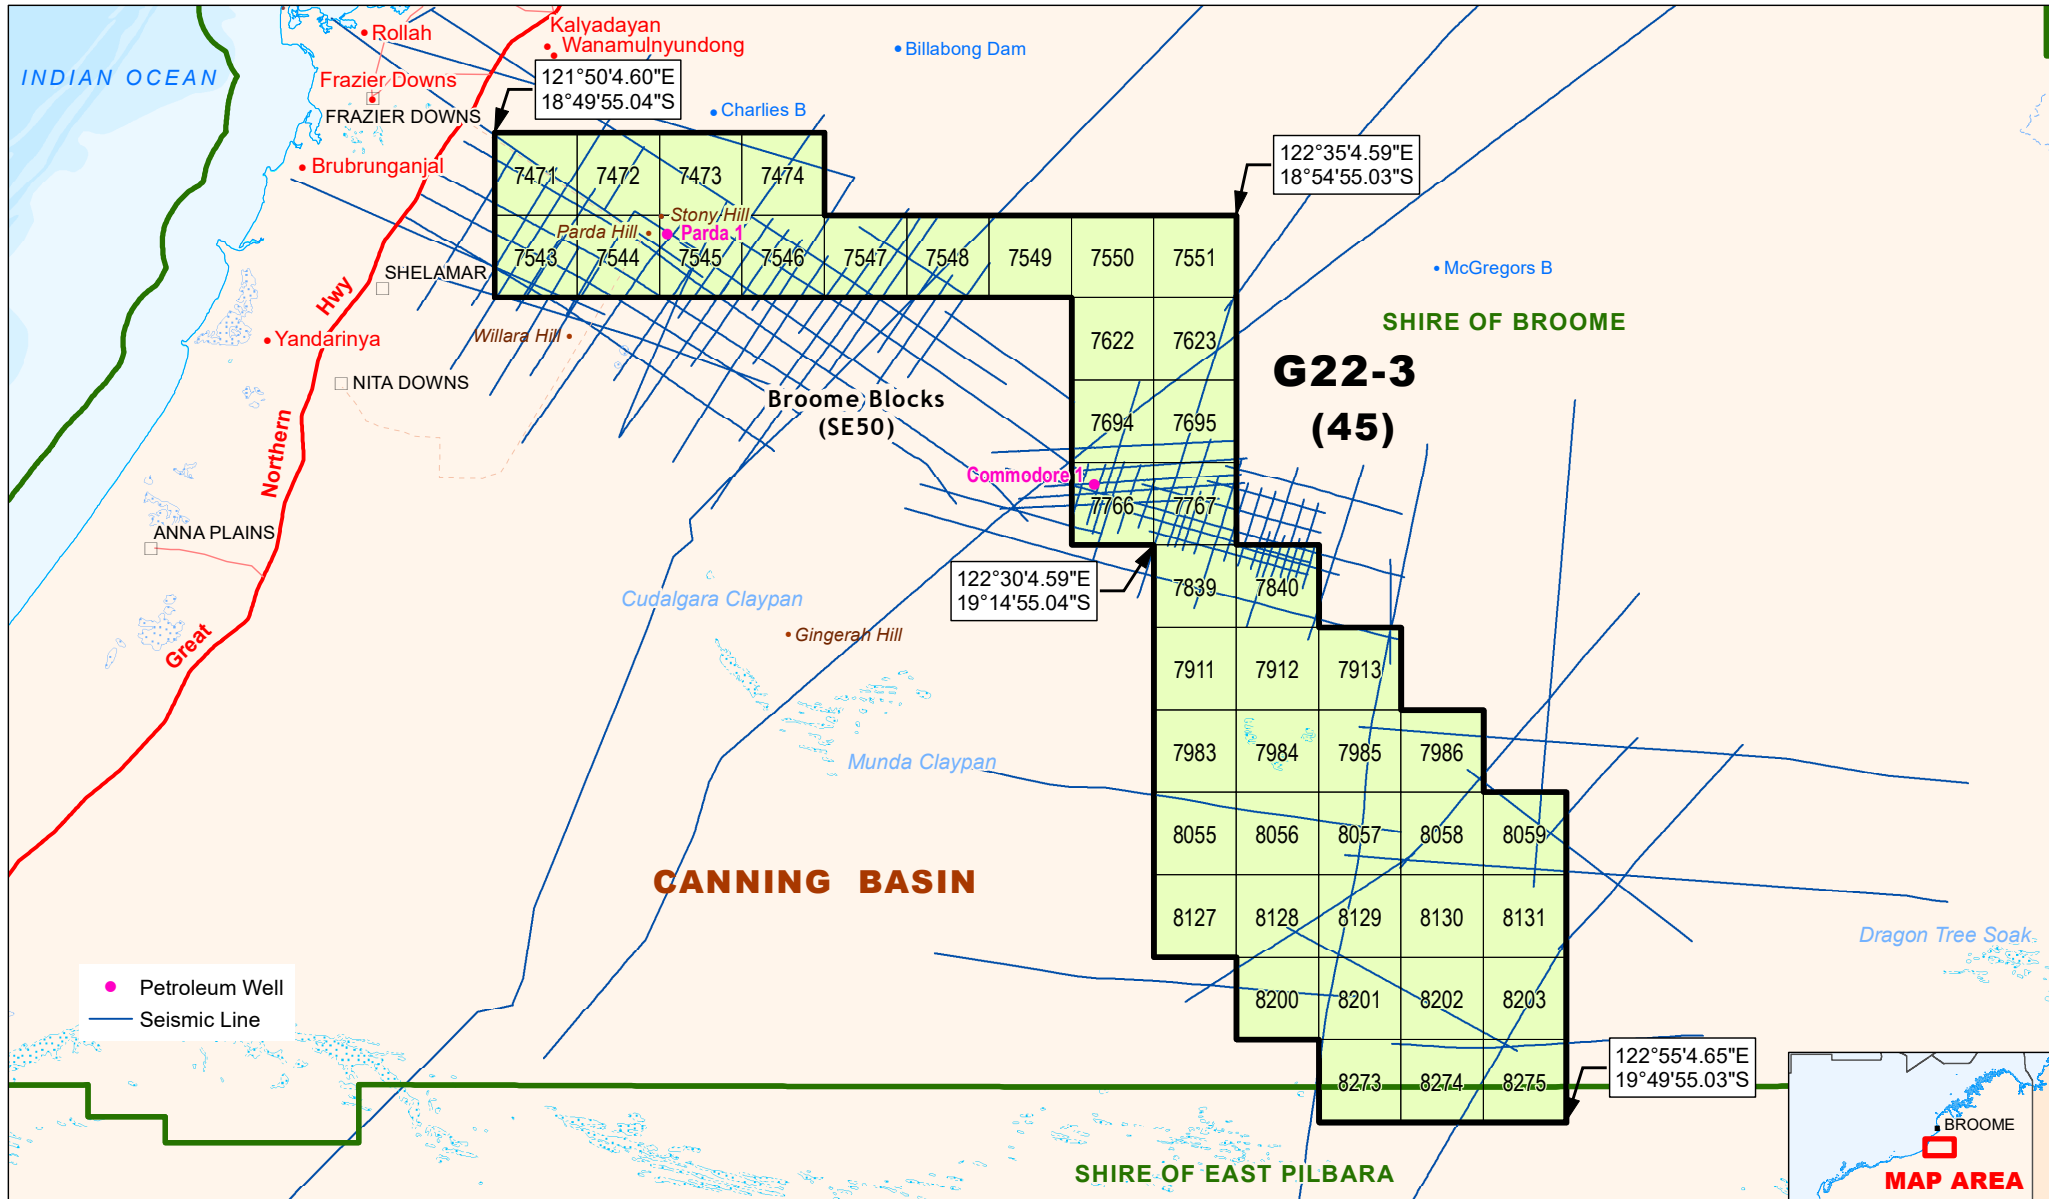 Rollah
Kalyadayan
Wanamulnyundong
Billabong Dam
INDIAN OCEAN
Frazier Downs
121°50'4.60"E
18°49'55.04"S
FRAZIER DOWNS
Charlies B
Brubrunganjal
122°35'4.59"E
18°54'55.03"S
7471
7472
7473
7474
Stony Hill
Parda Hill
Parda 1
7543
7544
7545
7546
7547
7548
7549
7550
7551
SHELAMAR
McGregors B
Hwy
Yandarinya
Willara Hill
7622
7623
SHIRE OF BROOME
NITA DOWNS
Broome Blocks
(SE50)
G22-3
(45)
7694
7695
Northern
Commodore 1
7766
7767
ANNA PLAINS
122°30'4.59"E
19°14'55.04"S
7839
7840
Cudalgara Claypan
Gingerah Hill
Great
7911
7912
7913
Munda Claypan
7983
7984
7985
7986
8055
8056
8057
8058
8059
CANNING BASIN
8127
8128
8129
8130
8131
Dragon Tree Soak
Petroleum Well
Seismic Line
8200
8201
8202
8203
122°55'4.65"E
19°49'55.03"S
8273
8274
8275
SHIRE OF EAST PILBARA
BROOME
MAP AREA